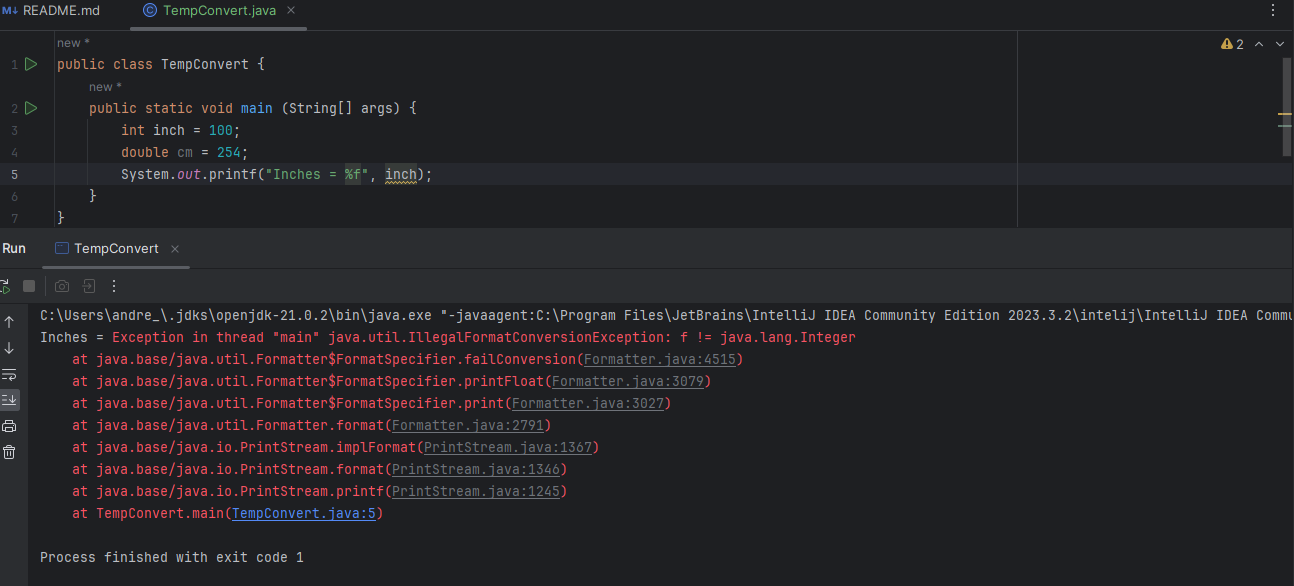 README.md TempConvert.java
new *
2
1 public class TempConvert {
new *
2 public static void main (String[] args) {
3 int inch = 100;
4 double cm = 254;
5 System.out.printf("Inches = %f", inch);
6 }
7 }
Run TempConvert
C:\Users\andre_\.jdks\openjdk-21.0.2\bin\java.exe "-javaagent:C:\Program Files\JetBrains\IntelliJ IDEA Community Edition 2023.3.2\intelij\IntelliJ IDEA Commu
Inches = Exception in thread "main" java.util.IllegalFormatConversionException: f != java.lang.Integer
at java.base/java.util.Formatter$FormatSpecifier.failConversion(Formatter.java:4515)
at java.base/java.util.Formatter$FormatSpecifier.printFloat(Formatter.java:3079)
at java.base/java.util.Formatter$FormatSpecifier.print(Formatter.java:3027)
at java.base/java.util.Formatter.format(Formatter.java:2791)
at java.base/java.io.PrintStream.implFormat(PrintStream.java:1367)
at java.base/java.io.PrintStream.format(PrintStream.java:1346)
at java.base/java.io.PrintStream.printf(PrintStream.java:1245)
at TempConvert.main(TempConvert.java:5)
Process finished with exit code 1